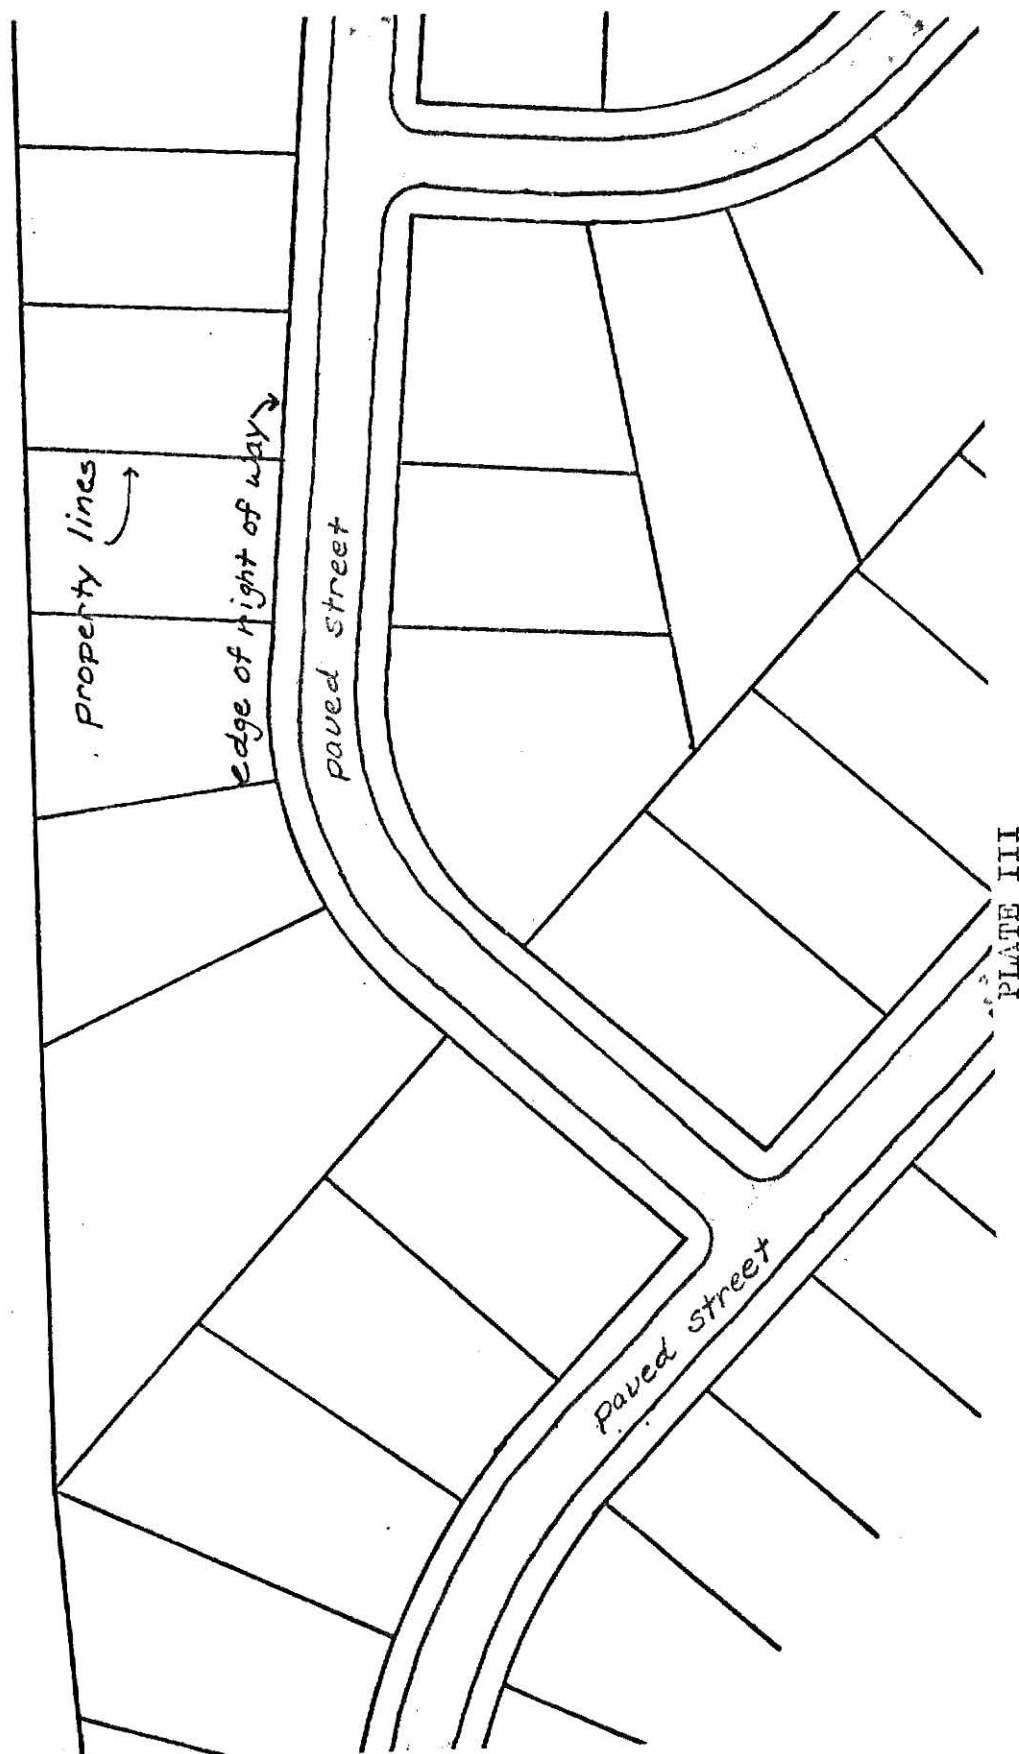 property lines
edge of right of way
paved street
paved street
PLATE III